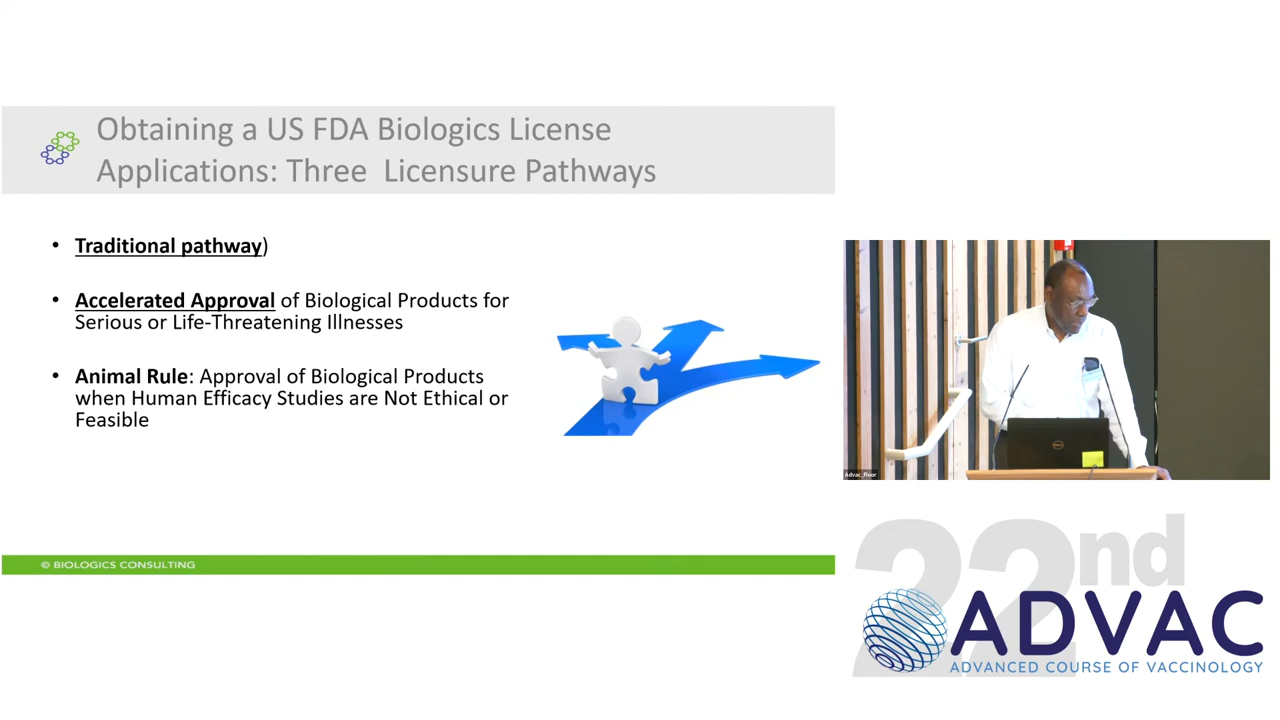 Obtaining a US FDA Biologics License
Applications: Three Licensure Pathways
• Traditional pathway)
• Accelerated Approval of Biological Products for
Serious or Life-Threatening Illnesses
• Animal Rule: Approval of Biological Products
when Human Efficacy Studies are Not Ethical or
Feasible
© BIOLOGICS CONSULTING
Advac_Floor
DELL
22nd
ADVAC
ADVANCED COURSE OF VACCINOLOGY